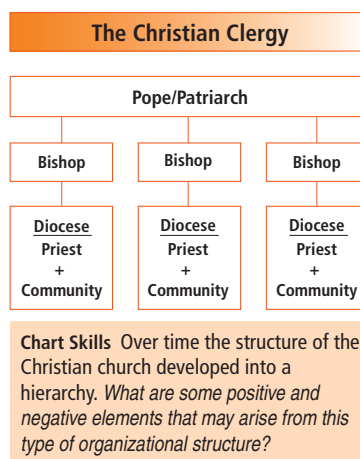 The Christian Clergy
Pope/Patriarch
Bishop
Bishop
Bishop
Diocese
Priest
+
Community
Diocese
Priest
+
Community
Diocese
Priest
+
Community
Chart Skills Over time the structure of the
Christian church developed into a
hierarchy. What are some positive and
negative elements that may arise from this
type of organizational structure?